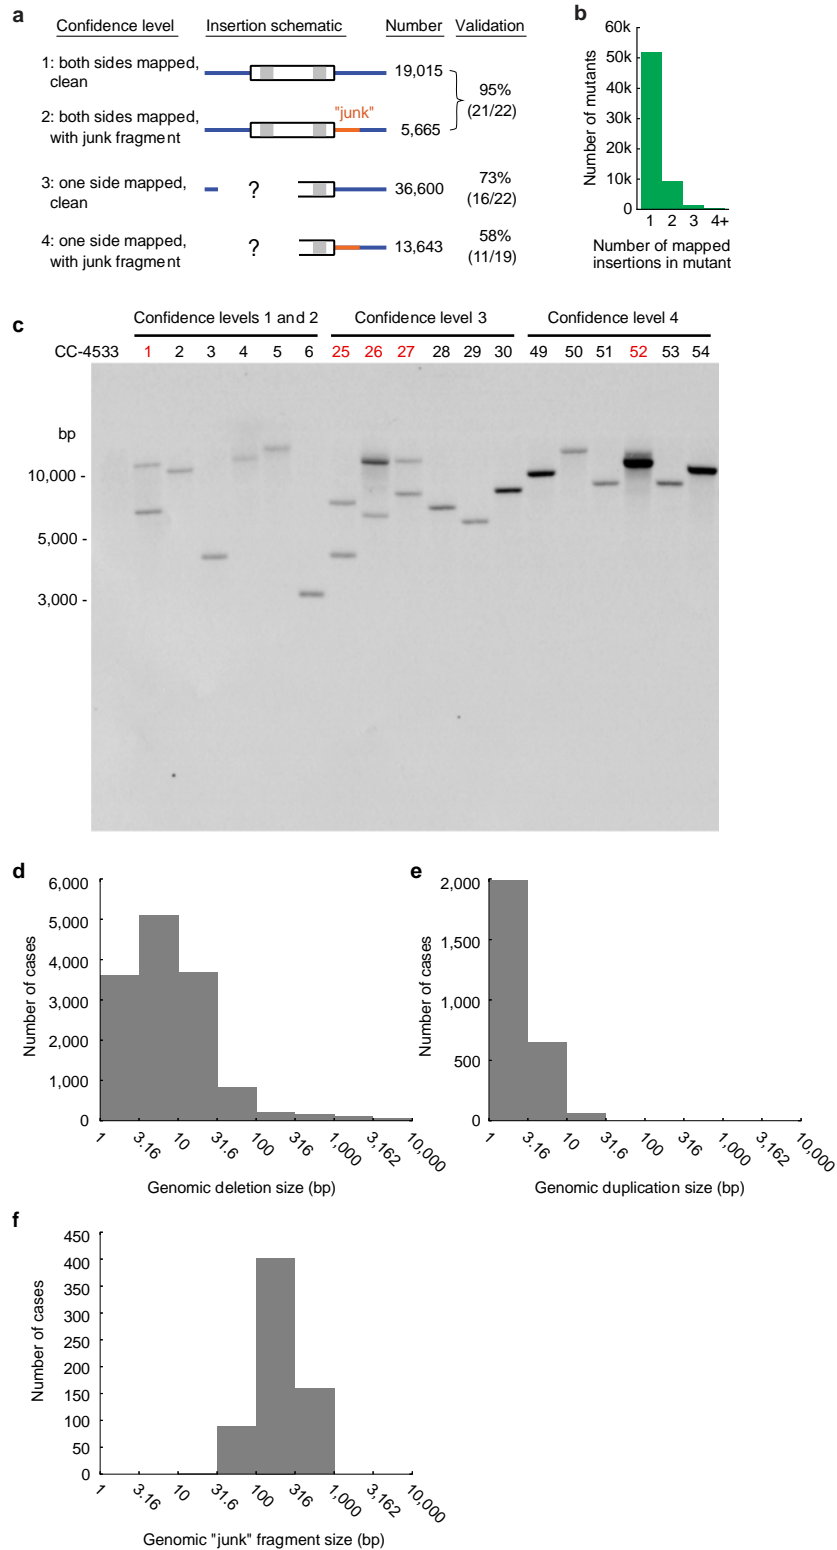 a
Confidence level Insertion schematic Number Validation
1: both sides mapped,
clean
19,015
2: both sides mapped,
with junk fragment
"junk"
5,665
95%
(21/22)
3: one side mapped,
clean
?
36,600
73%
(16/22)
4: one side mapped,
with junk fragment
?
13,643
58%
(11/19)
b
Number of mutants
60k
50k
40k
30k
20k
10k
0
1 2 3 4+
Number of mapped
insertions in mutant
c
Confidence levels 1 and 2 Confidence level 3 Confidence level 4
CC-4533 1 2 3 4 5 6 25 26 27 28 29 30 49 50 51 52 53 54
bp
10,000 -
5,000 -
3,000 -
d
Number of cases
6,000
5,000
4,000
3,000
2,000
1,000
0
1 3.16 10 31.6 100 316 1,000 3,162 10,000
Genomic deletion size (bp)
e
Number of cases
2,000
1,500
1,000
500
0
1 3.16 10 31.6 100 316 1,000 3,162 10,000
Genomic duplication size (bp)
f
Number of cases
450
400
350
300
250
200
150
100
50
0
1 3.16 10 31.6 100 316 1,000 3,162 10,000
Genomic "junk" fragment size (bp)